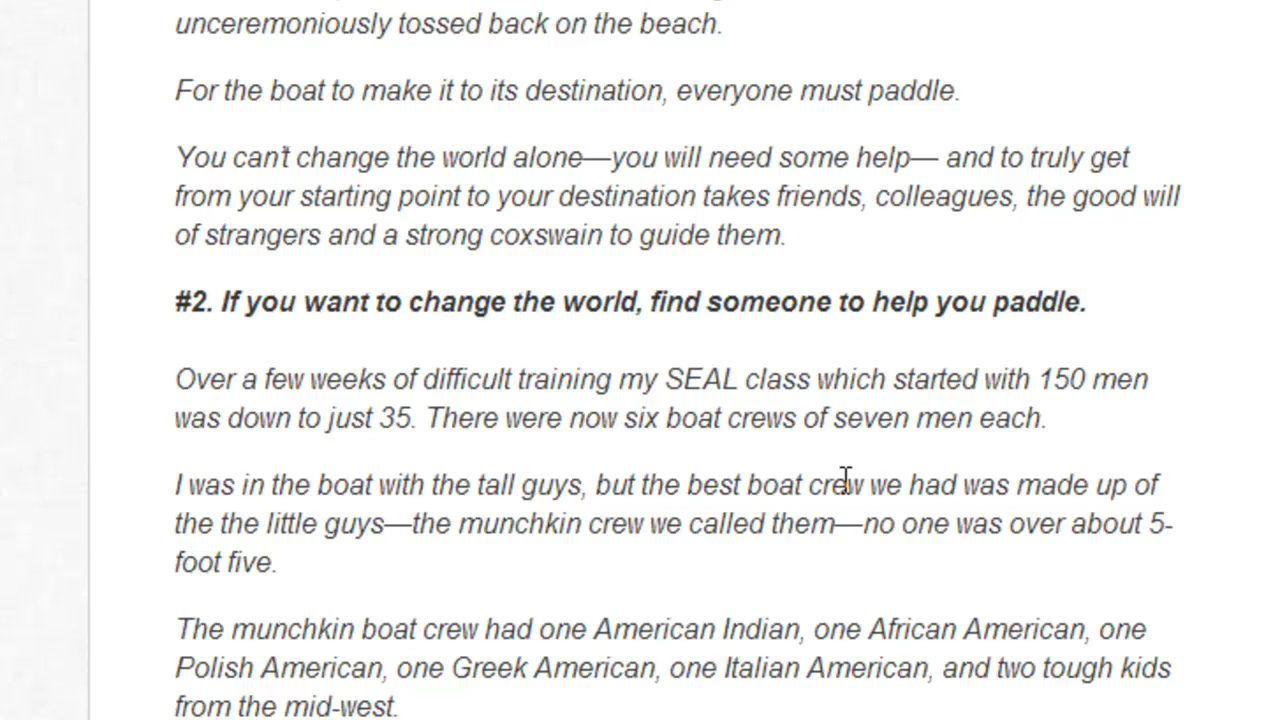 unceremoniously tossed back on the beach.
For the boat to make it to its destination, everyone must paddle.
You can't change the world alone—you will need some help— and to truly get
from your starting point to your destination takes friends, colleagues, the good will
of strangers and a strong coxswain to guide them.
#2. If you want to change the world, find someone to help you paddle.
Over a few weeks of difficult training my SEAL class which started with 150 men
was down to just 35. There were now six boat crews of seven men each.
I was in the boat with the tall guys, but the best boat crew we had was made up of
the the little guys—the munchkin crew we called them—no one was over about 5-
foot five.
The munchkin boat crew had one American Indian, one African American, one
Polish American, one Greek American, one Italian American, and two tough kids
from the mid-west.